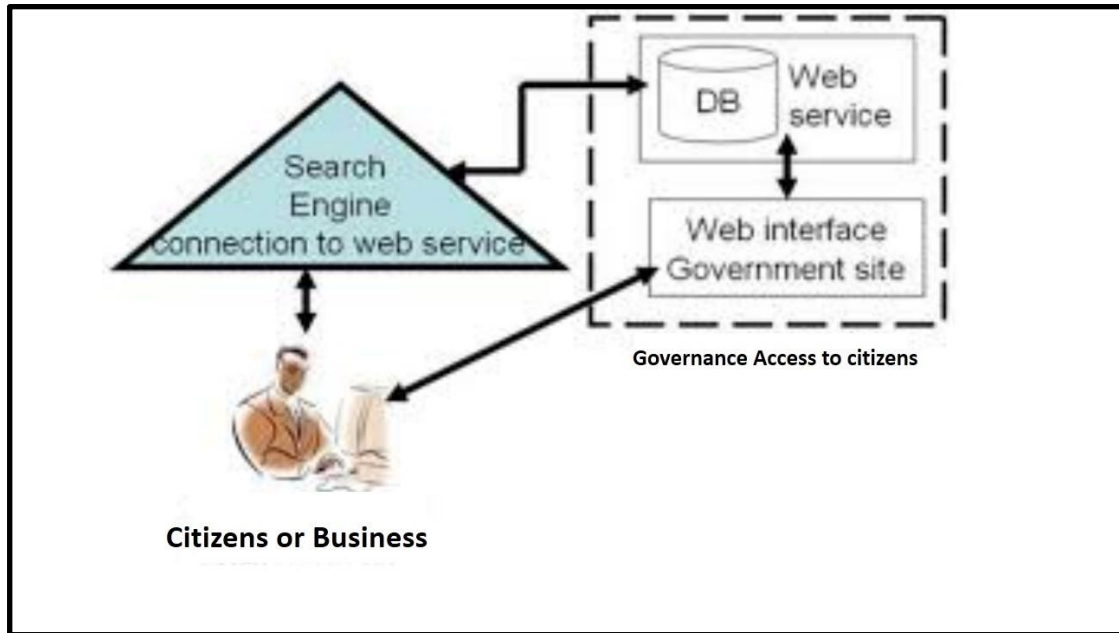 DB
Web
service
Search
Engine
connection to web service
Web interface
Government site
Governance Access to citizens
Citizens or Business